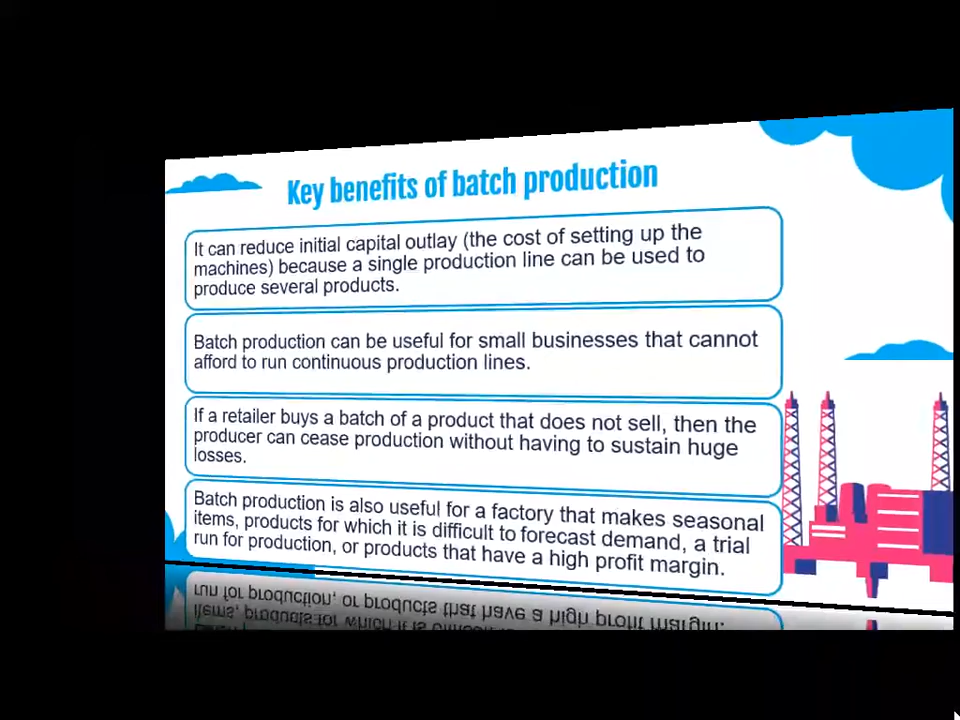 Key benefits of batch production
It can reduce initial capital outlay (the cost of setting up the
machines) because a single production line can be used to
produce several products.
Batch production can be useful for small businesses that cannot
afford to run continuous production lines.
If a retailer buys a batch of a product that does not sell, then the
producer can cease production without having to sustain huge
losses.
Batch production is also useful for a factory that makes seasonal
items, products for which it is difficult to forecast demand, a trial
run for production, or products that have a high profit margin.